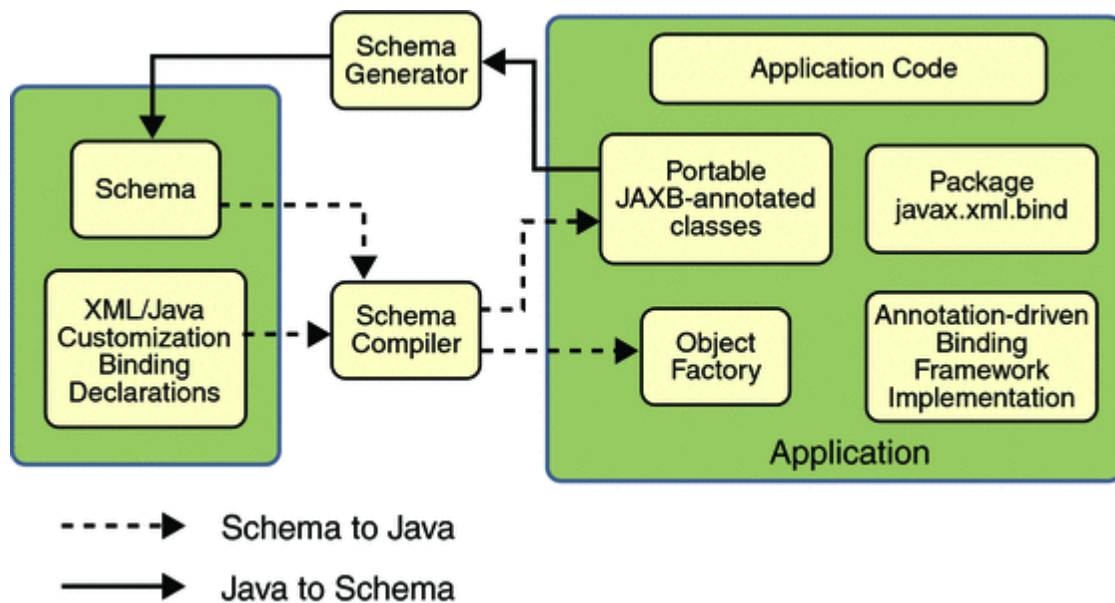 Schema
Generator
Application Code
Schema
Portable
JAXB-annotated
classes
Package
javax.xml.bind
XML/Java
Customization
Binding
Declarations
Schema
Compiler
Object
Factory
Annotation-driven
Binding
Framework
Implementation
Application
Schema to Java
Java to Schema